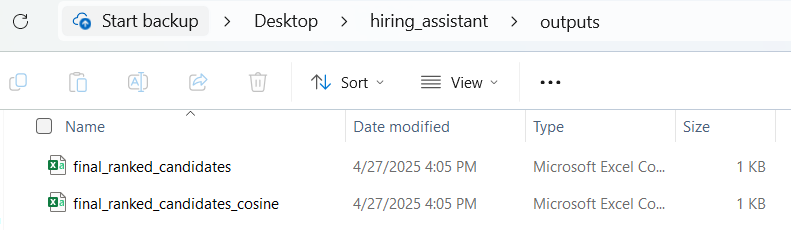 Start backup > Desktop > hiring_assistant > outputs
Sort View ...
Name Date modified Type Size
final_ranked_candidates 4/27/2025 4:05 PM Microsoft Excel Co... 1 KB
final_ranked_candidates_cosine 4/27/2025 4:05 PM Microsoft Excel Co... 1 KB